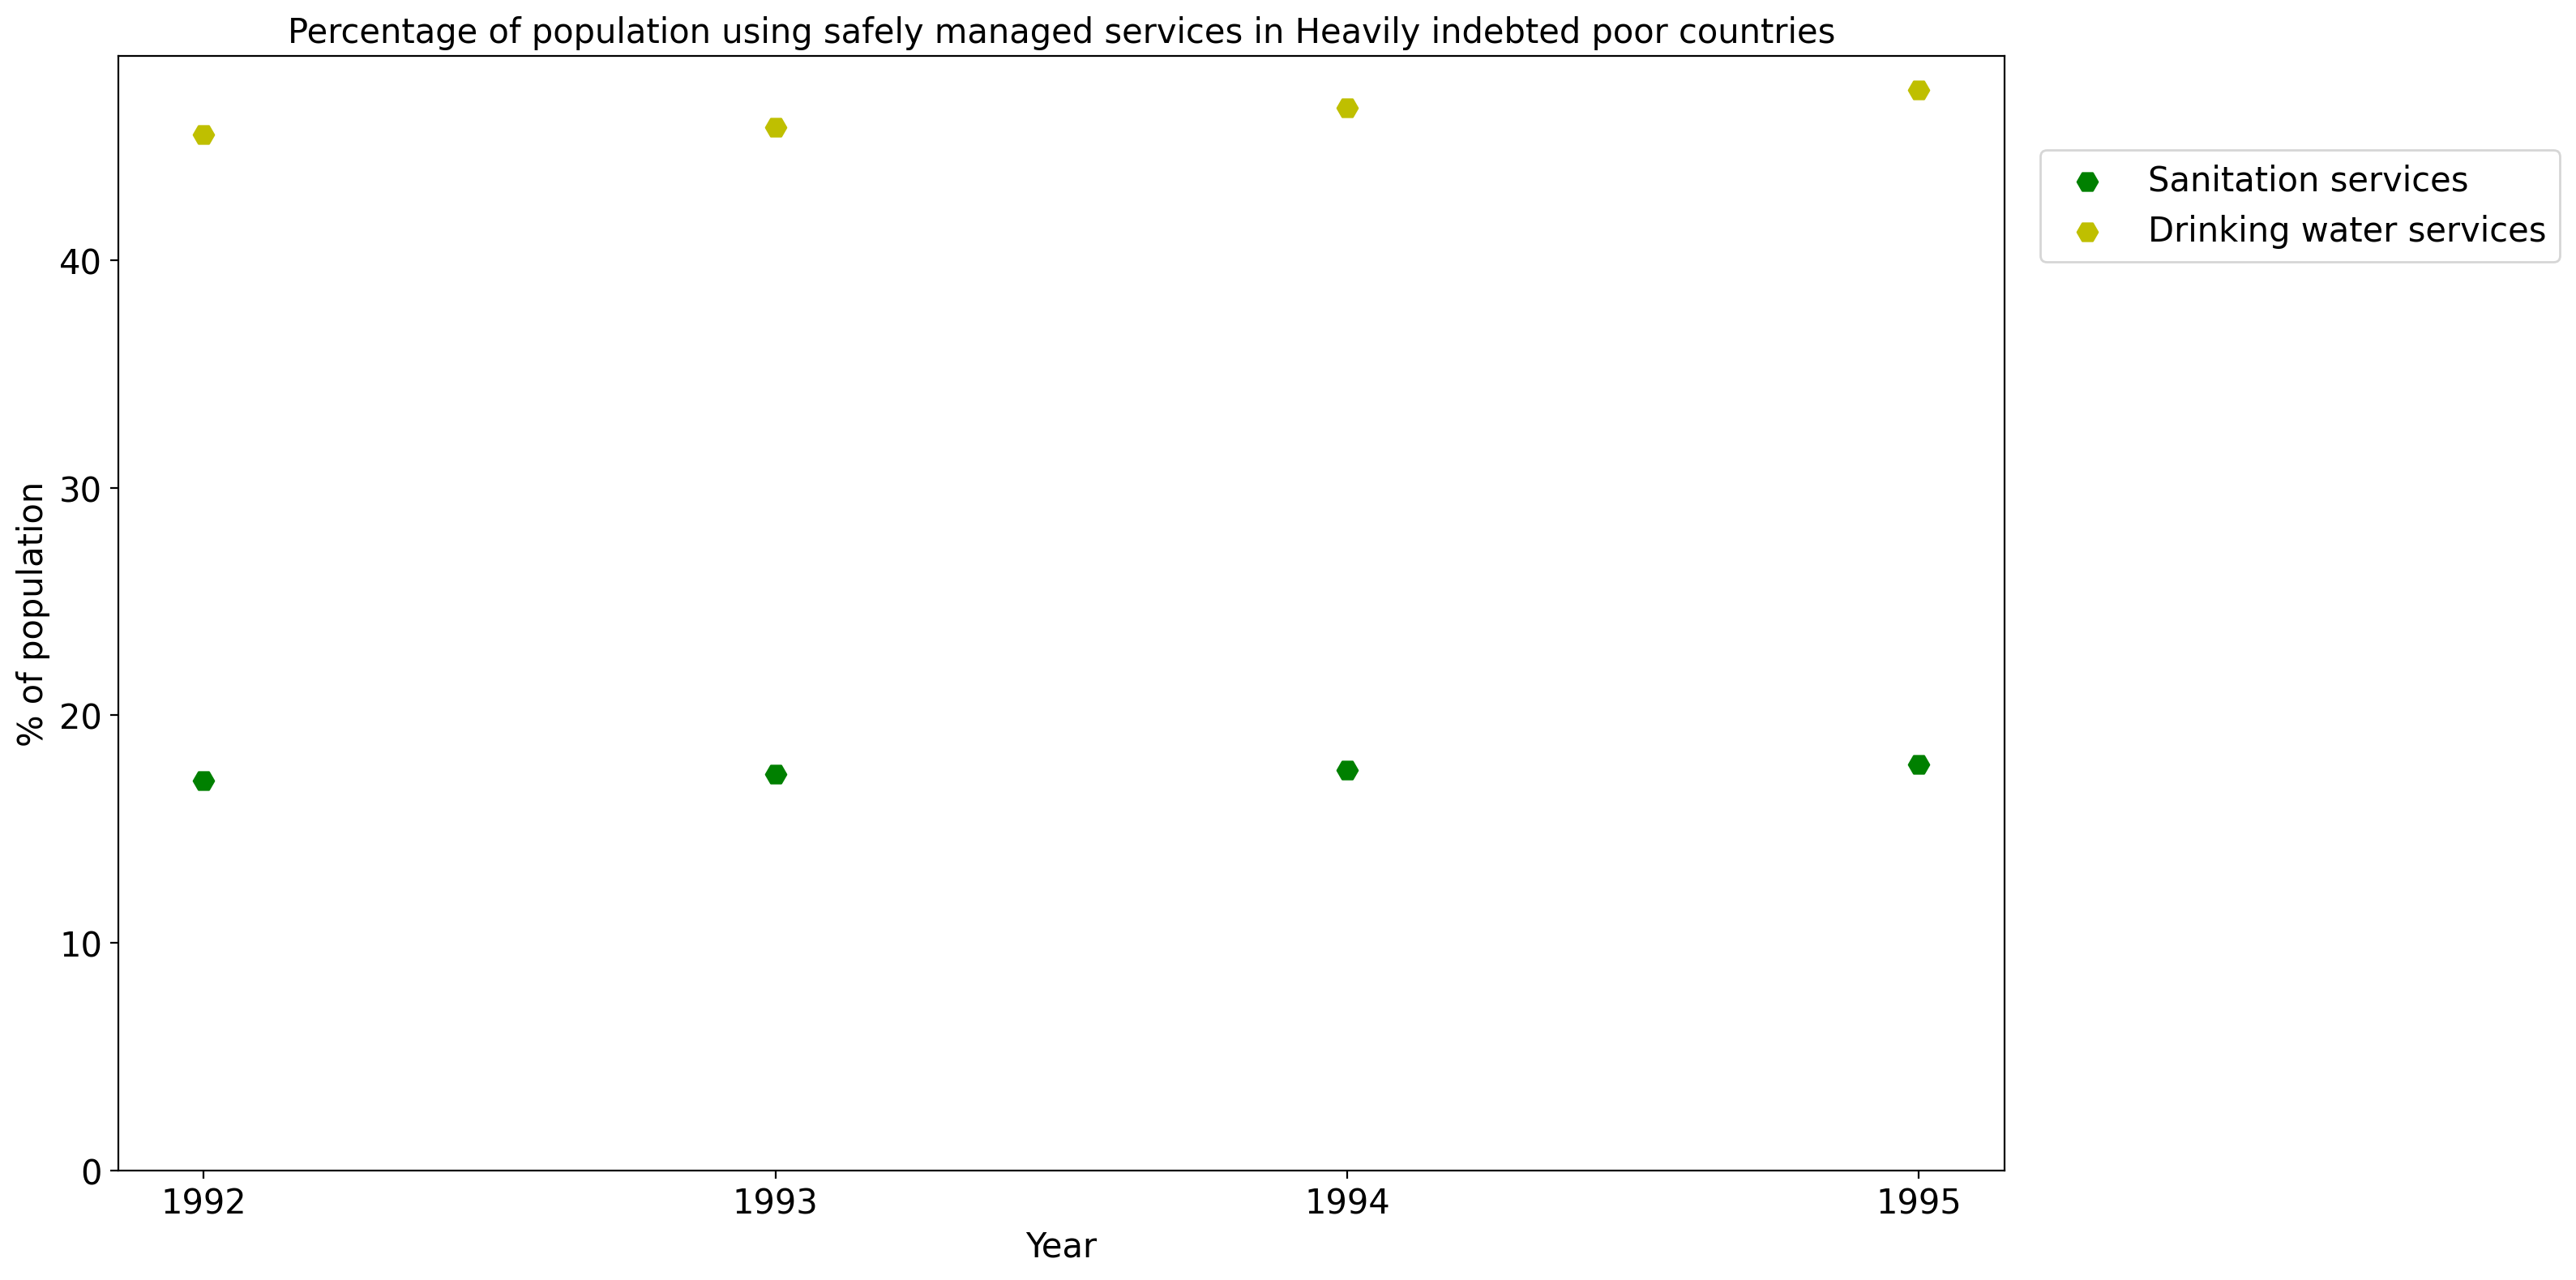 Percentage of population using safely managed services in Heavily indebted poor countries
Sanitation services
Drinking water services
% of population
40
30
20
10
0
1992
1993
1994
1995
Year